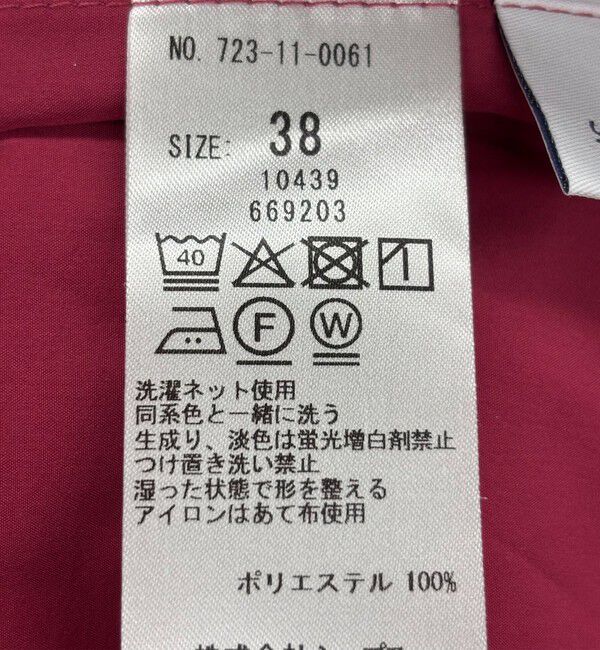 NO. 723-11-0061
SIZE: 38
10439
669203
40
F W
洗濯ネット使用
同系色と一緒に洗う
生成り、淡色は蛍光増白剤禁止
つけ置き洗い禁止
湿った状態で形を整える
アイロンはあて布使用
ポリエステル 100%